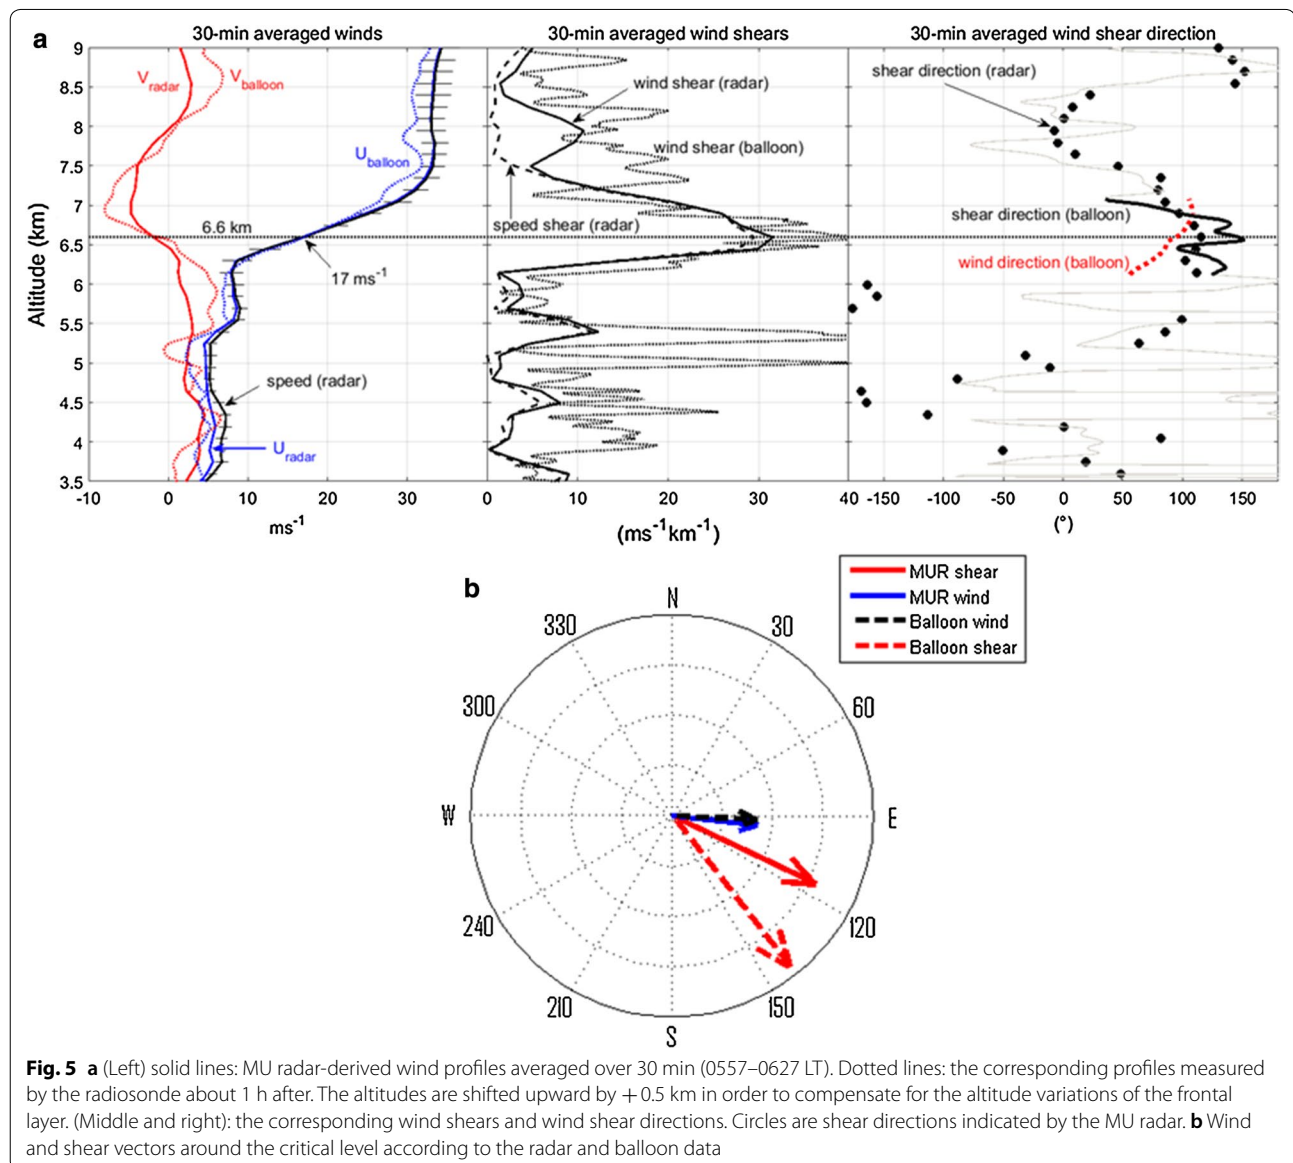 a
30-min averaged winds
30-min averaged wind shears
30-min averaged wind shear direction
9
8.5
8
7.5
7
6.5
6
5.5
5
4.5
4
3.5
Altitude (km)
V radar
V balloon
U balloon
6.6 km
17 ms-1
speed (radar)
U radar
-10
0
10
20
30
ms-1
wind shear (radar)
wind shear (balloon)
speed shear (radar)
0
10
20
30
40
(ms-1km-1)
shear direction (radar)
shear direction (balloon)
wind direction (balloon)
-150
-100
-50
0
50
100
150
(°)
b
MUR shear
MUR wind
Balloon wind
Balloon shear
N
30
60
E
120
150
S
210
240
W
300
330
Fig. 5 a (Left) solid lines: MU radar-derived wind profiles averaged over 30 min (0557–0627 LT). Dotted lines: the corresponding profiles measured
by the radiosonde about 1 h after. The altitudes are shifted upward by +0.5 km in order to compensate for the altitude variations of the frontal
layer. (Middle and right): the corresponding wind shears and wind shear directions. Circles are shear directions indicated by the MU radar. b Wind
and shear vectors around the critical level according to the radar and balloon data